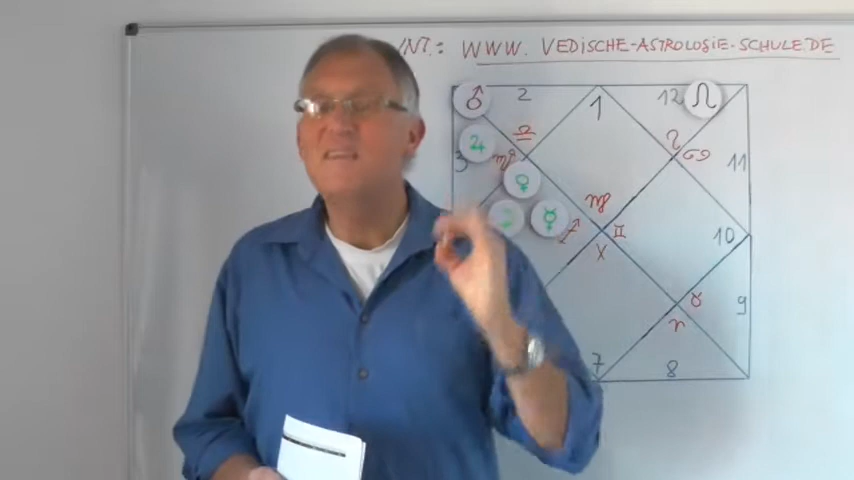 INT.: WWW. VEDISCHE-ASTROLOGIE-SCHULE.DE
♂ 2 1 12 ☊
♃ 3 ♎ ♌ ♋ 11
♏ ♀
☿ ♐ ♍ ♊ 10
♉ 9
♈
7 8